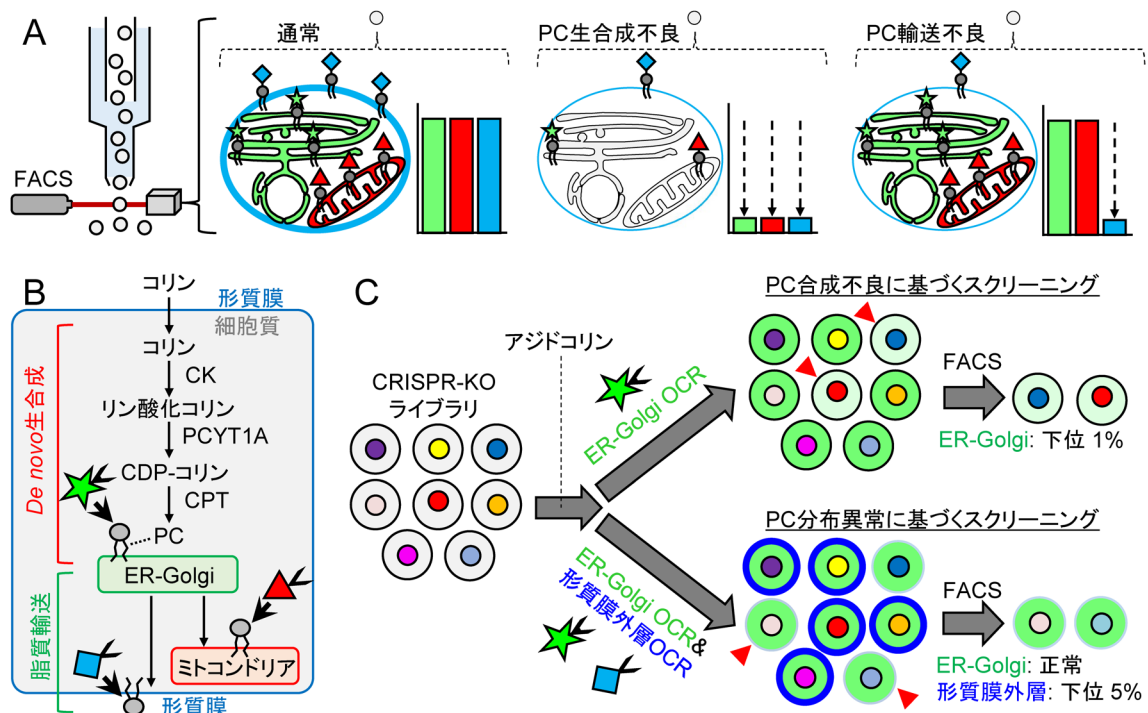 A
FACS
通常
PC生合成不良
PC輸送不良
B
コリン
形質膜
細胞質
コリン
CK
リン酸化コリン
PCYT1A
CDP-コリン
CPT
PC
De novo生合成
ER-Golgi
脂質輸送
ミトコンドリア
形質膜
C
CRISPR-KO
ライブラリ
アジドコリン
ER-Golgi OCR
ER-Golgi OCR&
形質膜外層OCR
PC合成不良に基づくスクリーニング
FACS
ER-Golgi: 下位 1%
PC分布異常に基づくスクリーニング
FACS
ER-Golgi: 正常
形質膜外層: 下位 5%